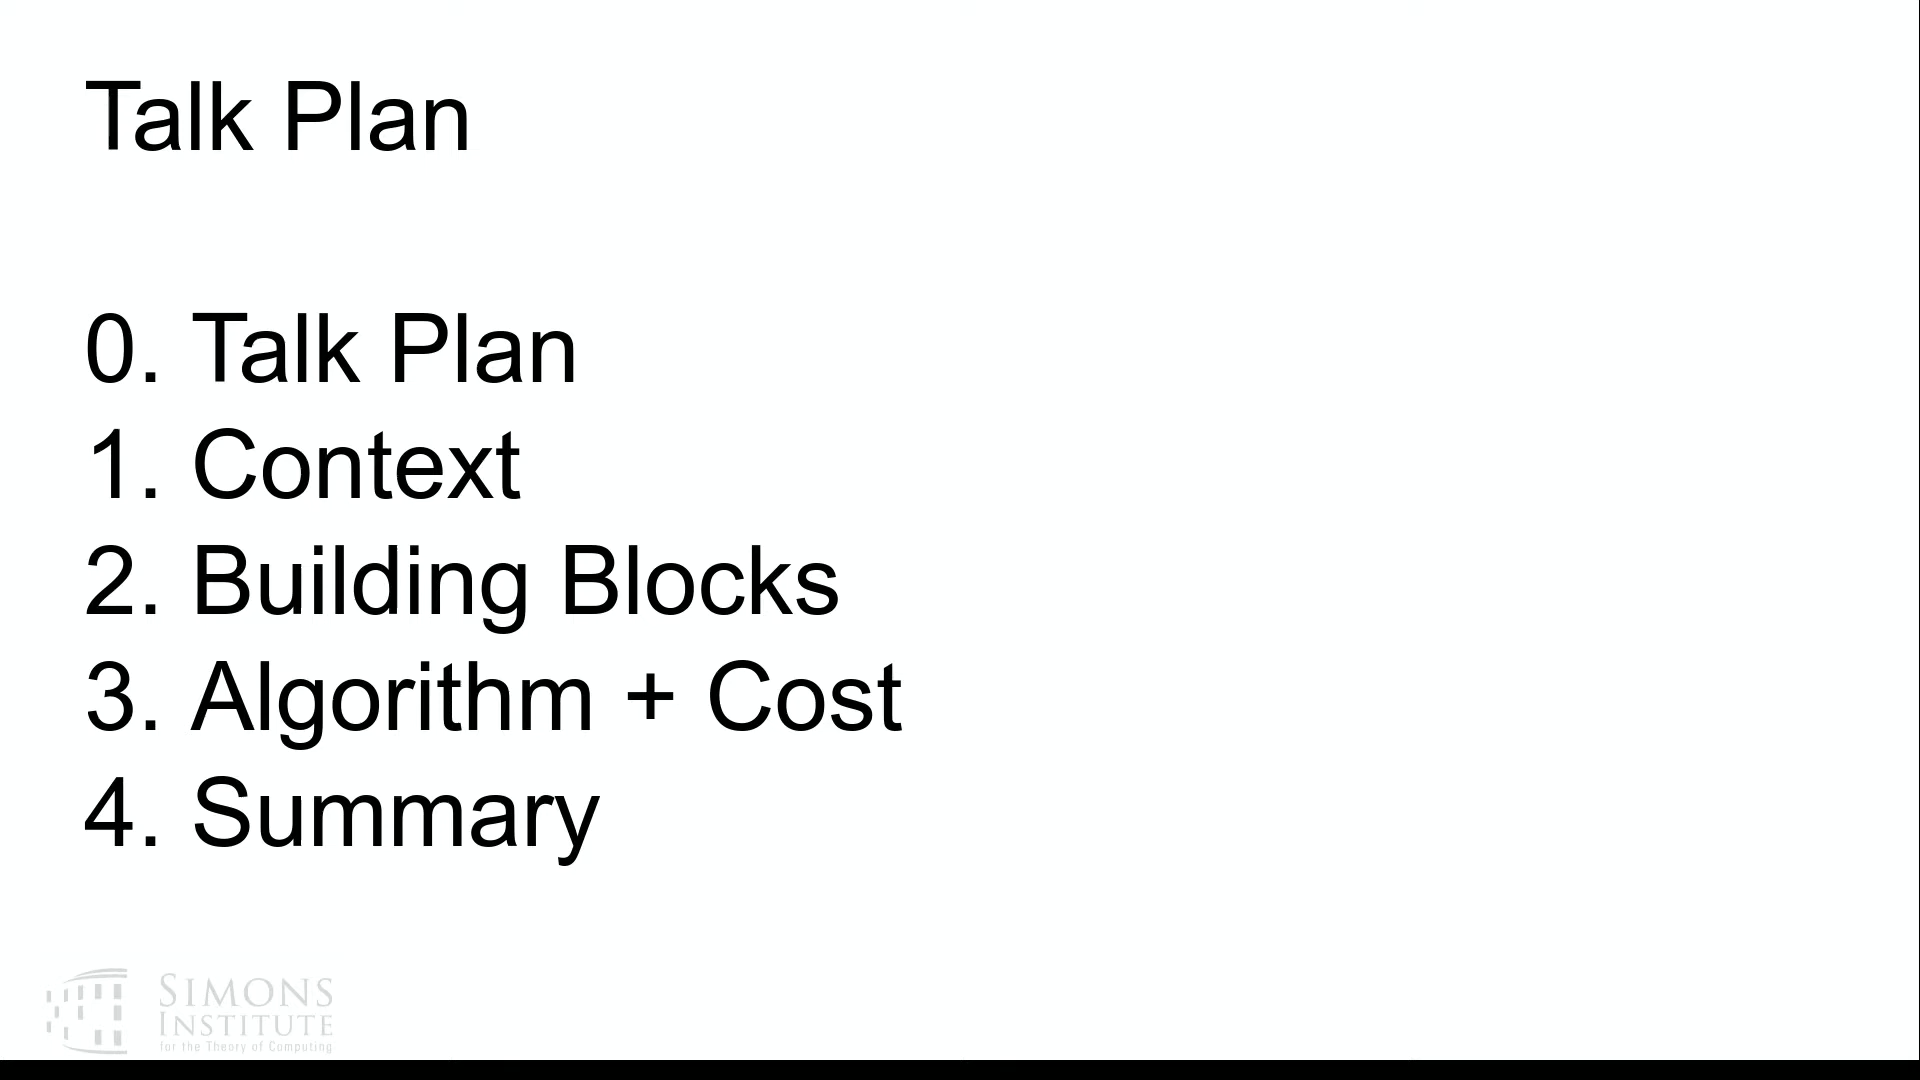 Talk Plan
0. Talk Plan
1. Context
2. Building Blocks
3. Algorithm + Cost
4. Summary
SIMONS
INSTITUTE
for the Theory of Computing